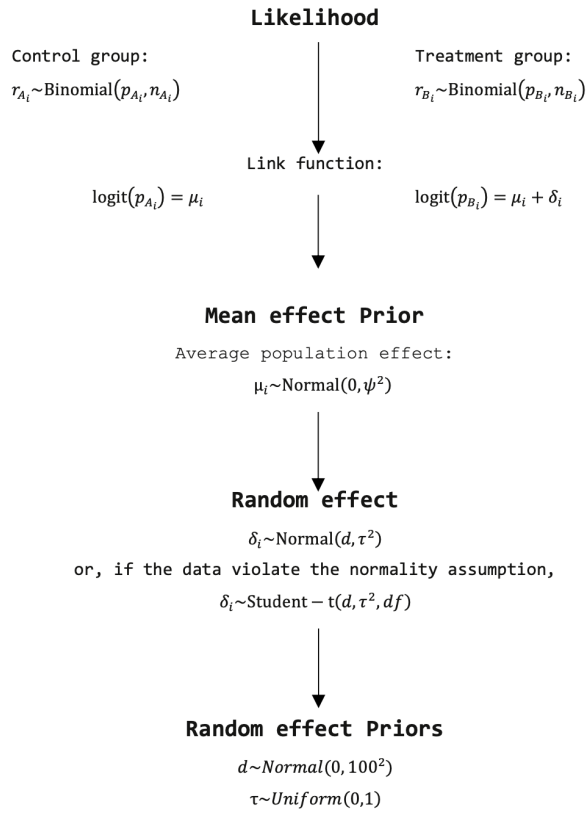 Likelihood
Control group:
r_{A_i}~Binomial(p_{A_i}, n_{A_i})
Treatment group:
r_{B_i}~Binomial(p_{B_i}, n_{B_i})
Link function:
logit(p_{A_i}) = μ_i
logit(p_{B_i}) = μ_i + δ_i
Mean effect Prior
Average population effect:
μ_i~Normal(0, ψ²)
Random effect
δ_i~Normal(d, τ²)
or, if the data violate the normality assumption,
δ_i~Student − t(d, τ², df)
Random effect Priors
d~Normal(0, 100²)
τ~Uniform(0,1)